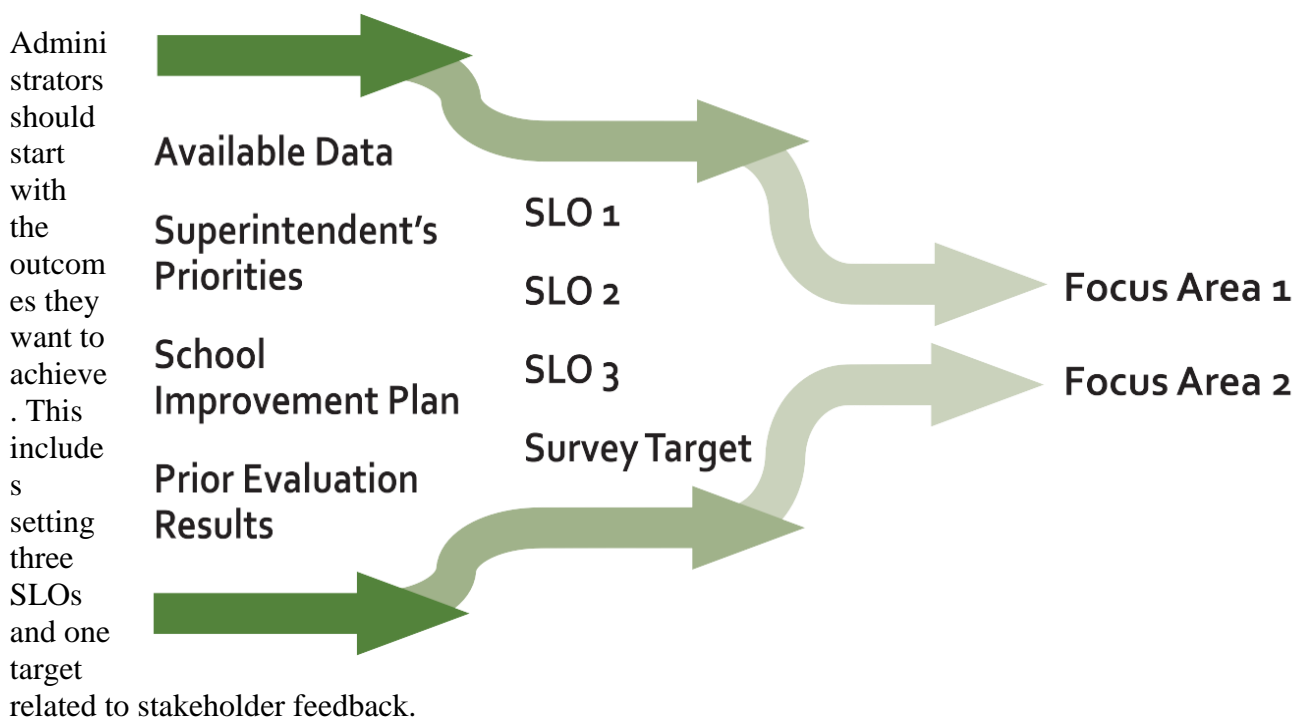 Admini
strators
should
start
with
the
outcom
es they
want to
achieve
. This
include
s
setting
three
SLOs
and one
target
related to stakeholder feedback.
Available Data
Superintendent's
Priorities
School
Improvement Plan
Prior Evaluation
Results
SLO 1
SLO 2
SLO 3
Survey Target
Focus Area 1
Focus Area 2